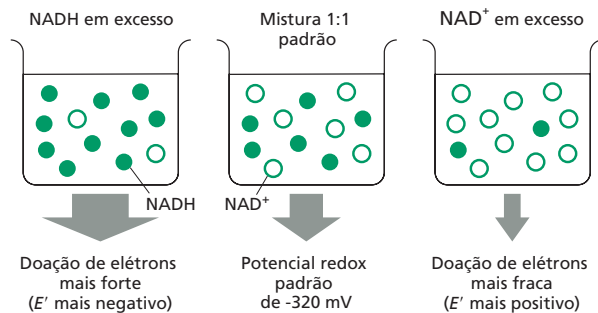 NADH em excesso
Mistura 1:1
padrão
NAD⁺ em excesso
NADH
NAD⁺
Doação de elétrons
mais forte
(E′ mais negativo)
Potencial redox
padrão
de -320 mV
Doação de elétrons
mais fraca
(E′ mais positivo)